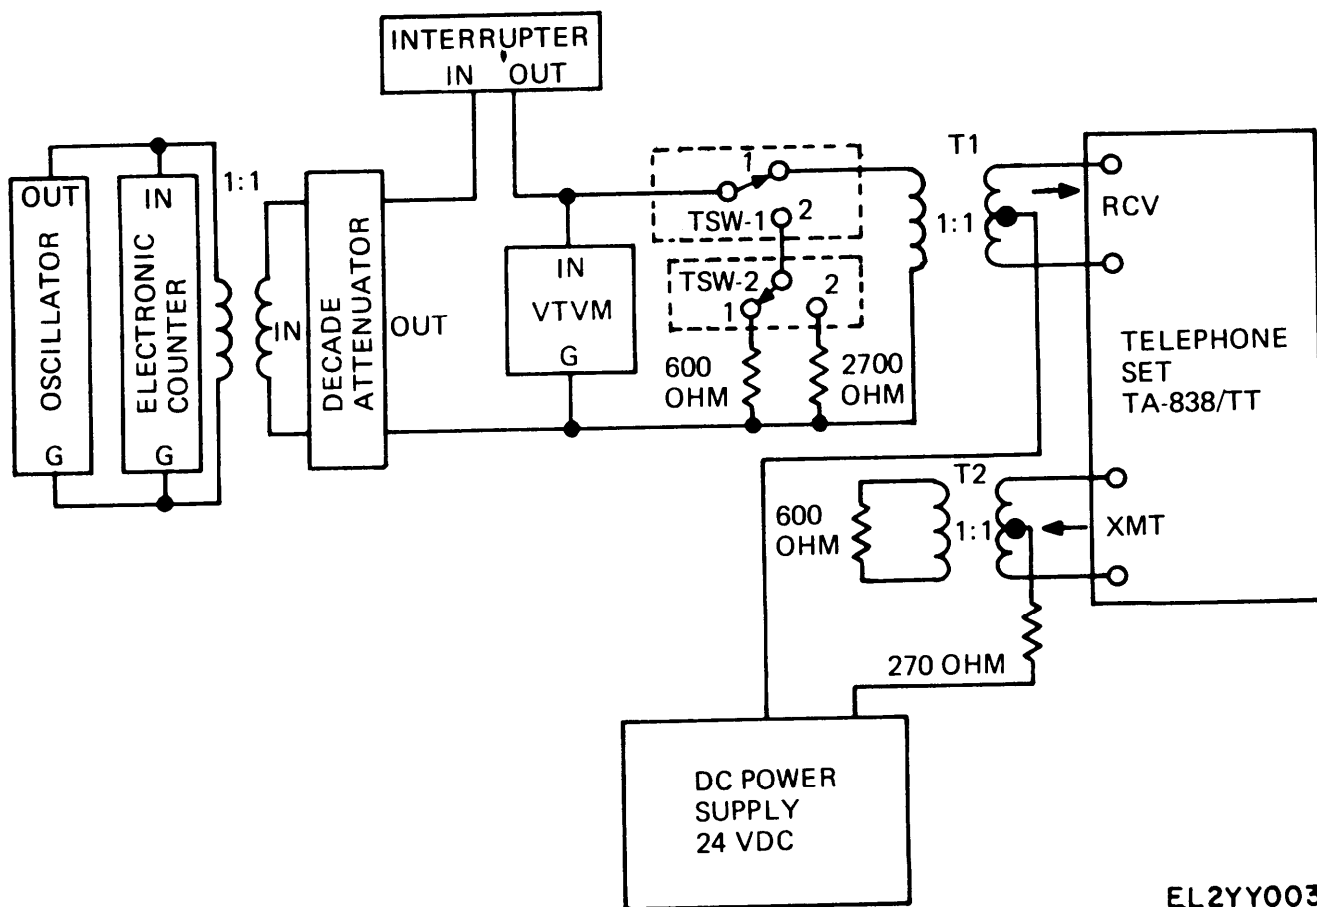 INTERRUPTER
IN OUT
OUT
OSCILLATOR
G
IN
ELECTRONIC
COUNTER
G
1:1
IN
DECADE
ATTENUATOR
OUT
IN
VTVM
G
1
TSW-1
2
TSW-2
1
2
600
OHM
2700
OHM
T1
1:1
RCV
TELEPHONE
SET
TA-838/TT
T2
600
OHM
1:1
XMT
270 OHM
DC POWER
SUPPLY
24 VDC
EL2YY003